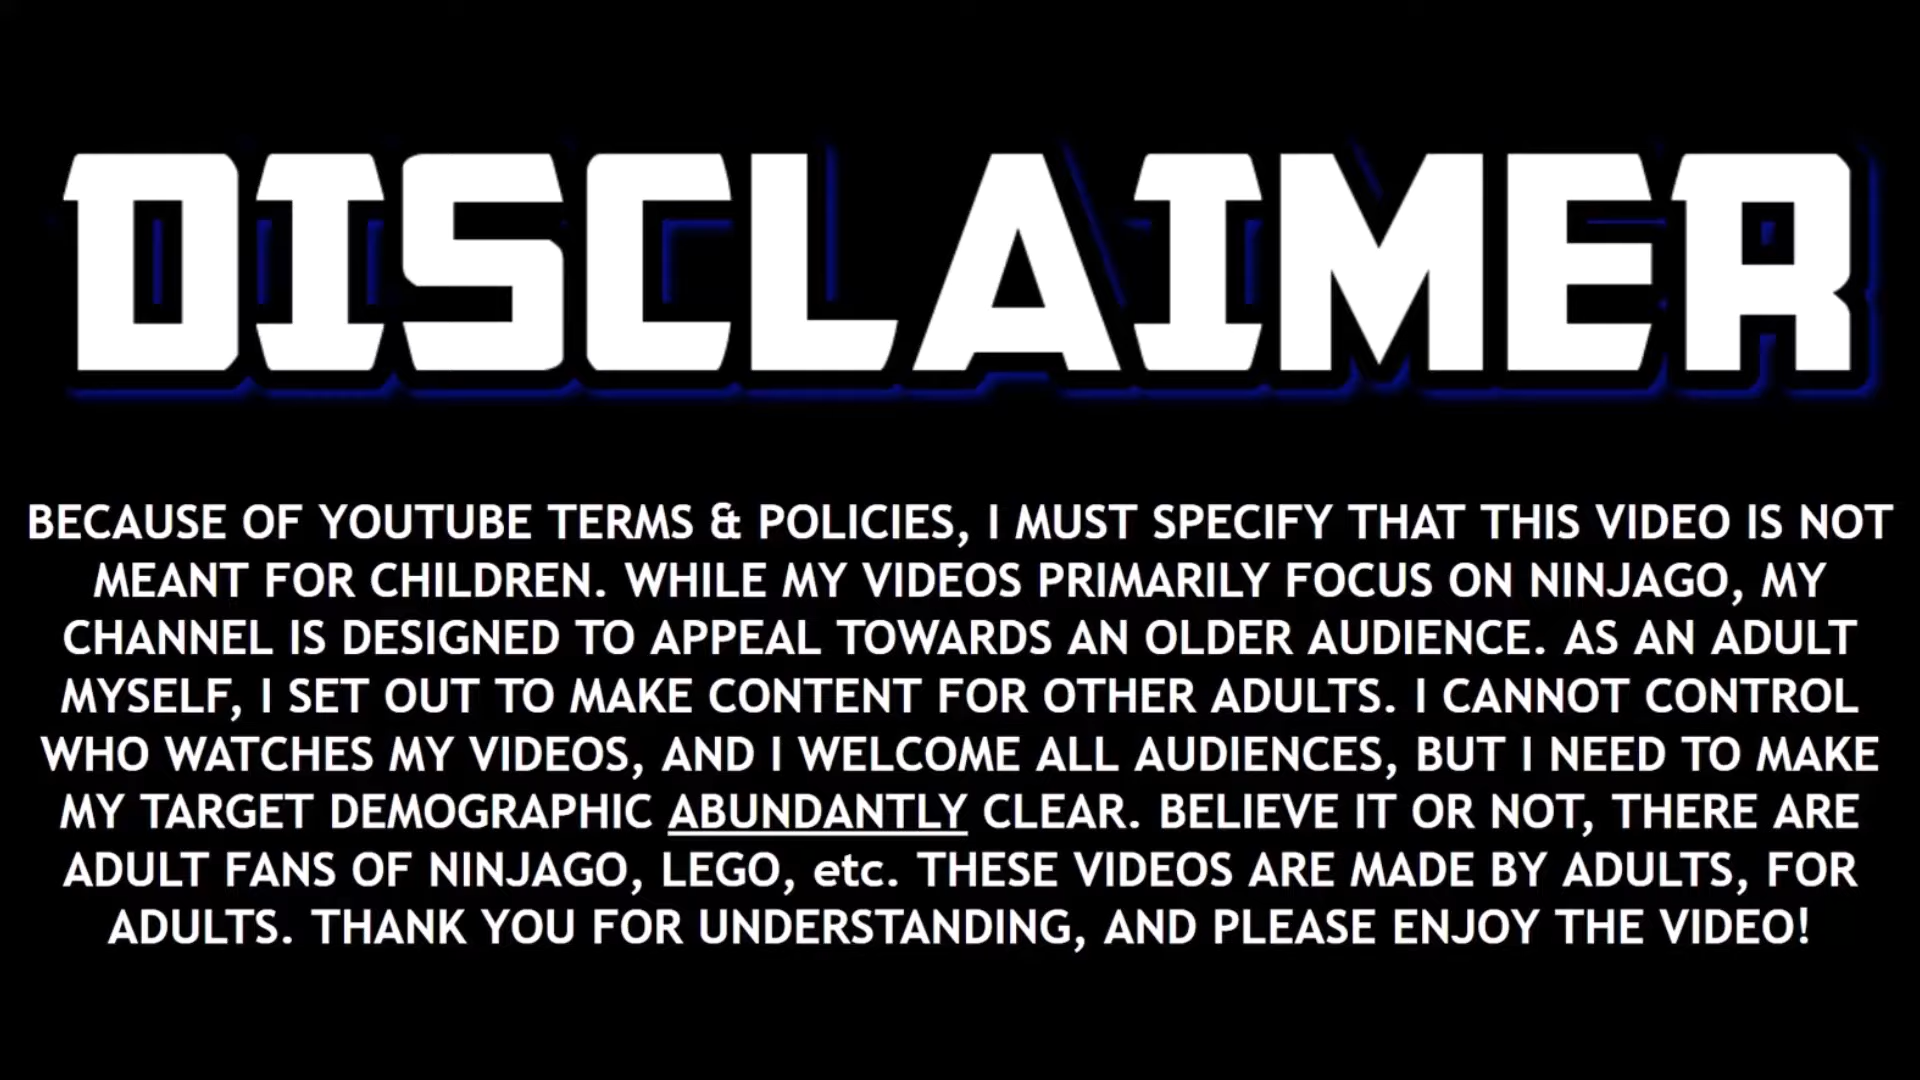 DISCLAIMER
BECAUSE OF YOUTUBE TERMS & POLICIES, I MUST SPECIFY THAT THIS VIDEO IS NOT
MEANT FOR CHILDREN. WHILE MY VIDEOS PRIMARILY FOCUS ON NINJAGO, MY
CHANNEL IS DESIGNED TO APPEAL TOWARDS AN OLDER AUDIENCE. AS AN ADULT
MYSELF, I SET OUT TO MAKE CONTENT FOR OTHER ADULTS. I CANNOT CONTROL
WHO WATCHES MY VIDEOS, AND I WELCOME ALL AUDIENCES, BUT I NEED TO MAKE
MY TARGET DEMOGRAPHIC ABUNDANTLY CLEAR. BELIEVE IT OR NOT, THERE ARE
ADULT FANS OF NINJAGO, LEGO, etc. THESE VIDEOS ARE MADE BY ADULTS, FOR
ADULTS. THANK YOU FOR UNDERSTANDING, AND PLEASE ENJOY THE VIDEO!